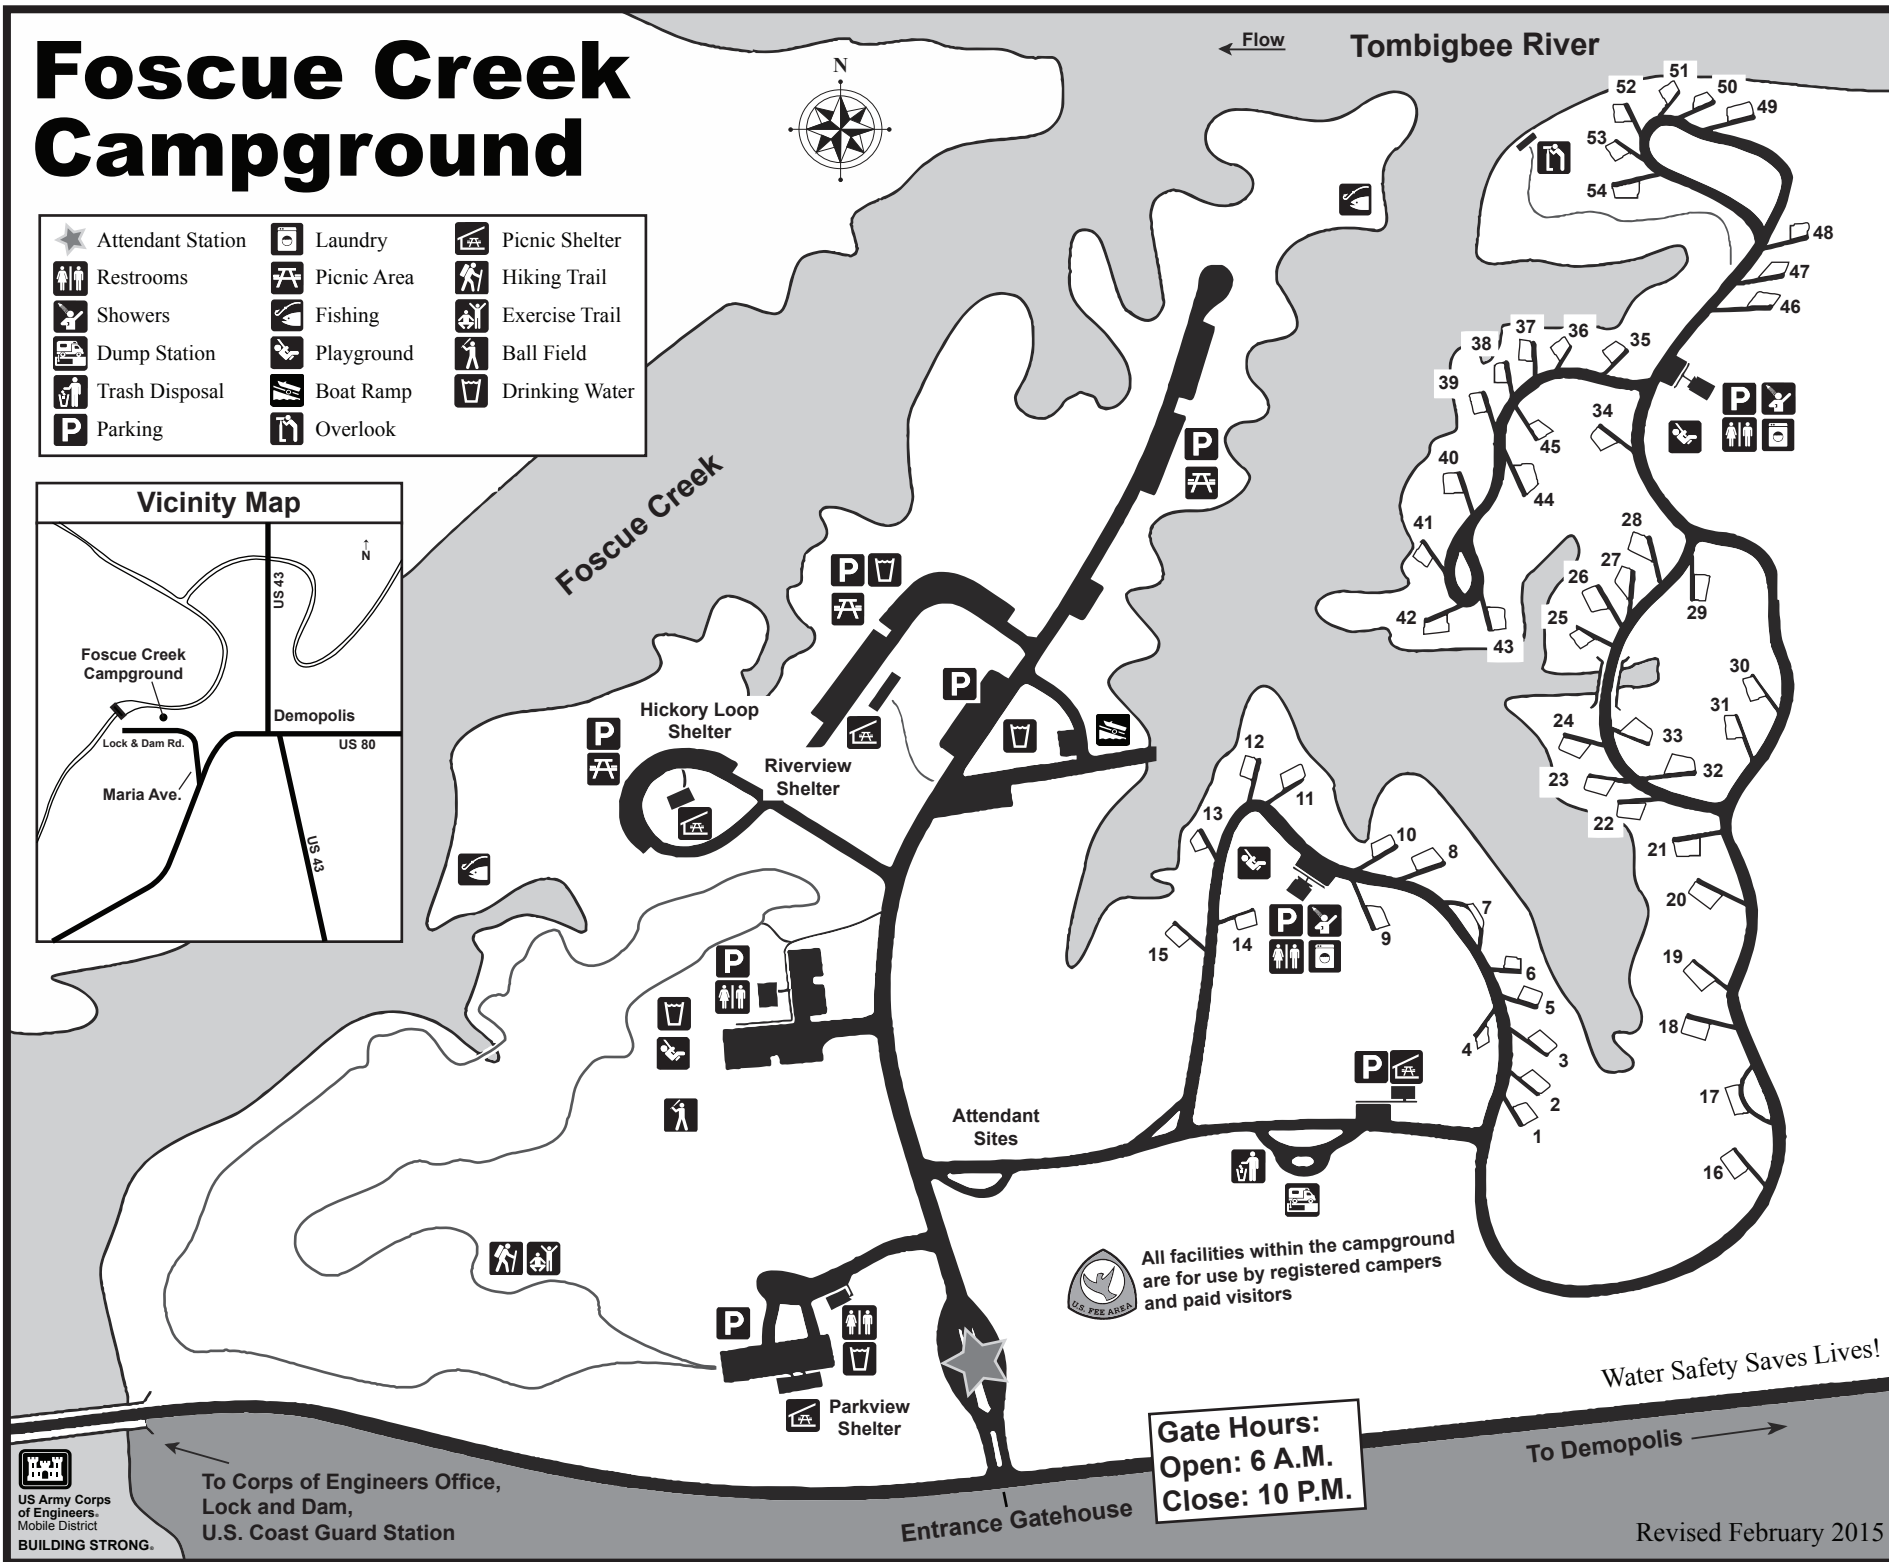 Foscue Creek
Campground
N
Flow
Tombigbee River
Attendant Station
Restrooms
Showers
Dump Station
Trash Disposal
P Parking
Laundry
Picnic Area
Fishing
Playground
Boat Ramp
Overlook
Picnic Shelter
Hiking Trail
Exercise Trail
Ball Field
Drinking Water
Vicinity Map
N
US 43
Foscue Creek
Campground
Demopolis
Lock & Dam Rd.
US 80
Maria Ave.
US 43
Foscue Creek
51
52
50
49
53
54
48
47
46
37
36
35
38
39
34
P
45
40
44
P
41
28
27
26
29
25
42
43
P
30
P
31
Hickory Loop
Shelter
24
33
P
12
Riverview
Shelter
32
23
11
13
22
10
21
8
20
7
P
14
9
15
P
19
6
5
18
4
3
P
17
2
Attendant
Sites
1
16
All facilities within the campground
are for use by registered campers
and paid visitors
U.S. FEE AREA
P
Water Safety Saves Lives!
Parkview
Shelter
Gate Hours:
Open: 6 A.M.
Close: 10 P.M.
To Demopolis
To Corps of Engineers Office,
Lock and Dam,
U.S. Coast Guard Station
Entrance Gatehouse
US Army Corps
of Engineers®
Mobile District
BUILDING STRONG®
Revised February 2015